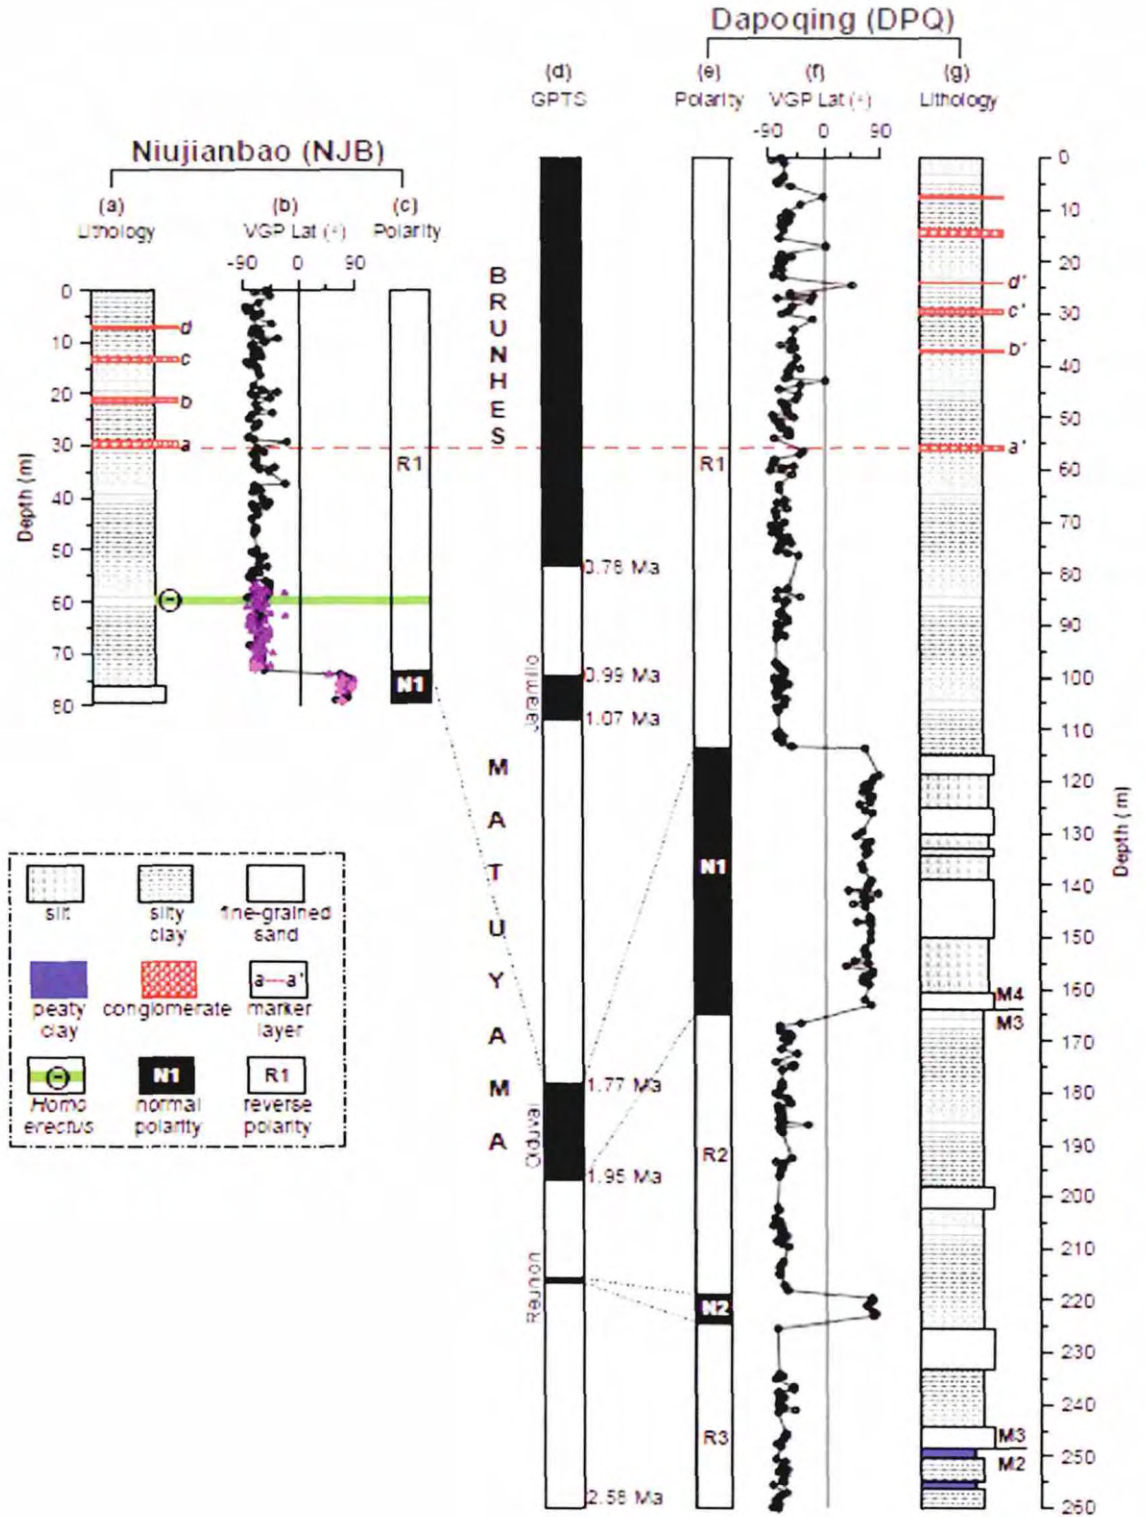 Dapoqing (DPQ)
(d) (e) (f) (g)
GPTS Polarity VGP Lat (°) Lithology
-90 0 90
Niujianbao (NJB)
(a) (b) (c)
Lithology VGP Lat (°) Polarity
-90 0 90
0
10
20
30
40
50
60
70
80
Depth (m)
d
c
b
a
R1
N1
BRUNHES
MATUYAMA
0.78 Ma
0.99 Ma
Jaramillo
1.07 Ma
1.77 Ma
Olduvai
1.95 Ma
Reunion
2.58 Ma
R1
N1
R2
N2
R3
d'
c'
b'
a'
M4
M3
M3
M2
0
10
20
30
40
50
60
70
80
90
100
110
120
130
140
150
160
170
180
190
200
210
220
230
240
250
260
Depth (m)
silt
silty clay
fine-grained sand
peaty clay
conglomerate
a a'
marker layer
Homo erectus
N1
normal polarity
R1
reverse polarity